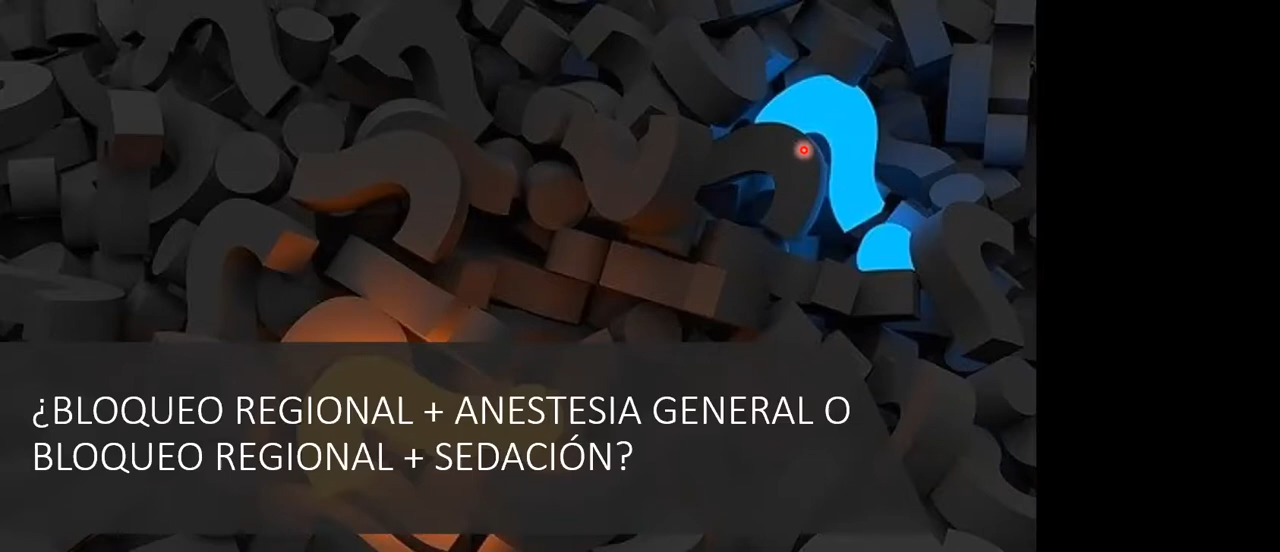 ¿BLOQUEO REGIONAL + ANESTESIA GENERAL O
BLOQUEO REGIONAL + SEDACIÓN?